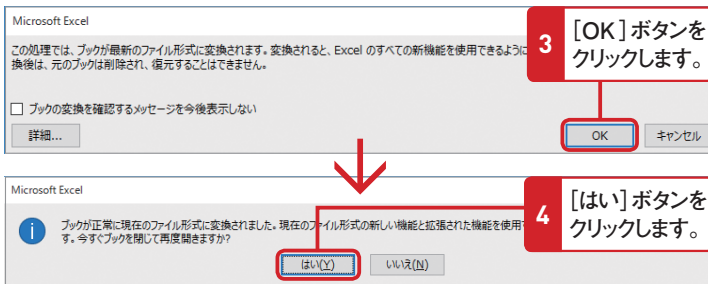 Microsoft Excel
この処理では、ブックが最新のファイル形式に変換されます。変換されると、Excel のすべての新機能を使用できるように
換後は、元のブックは削除され、復元することはできません。
ブックの変換を確認するメッセージを今後表示しない
詳細...
OK
キャンセル
3
[OK]ボタンを
クリックします。
Microsoft Excel
ブックが正常に現在のファイル形式に変換されました。現在のファイル形式の新しい機能と拡張された機能を使用
す。今すぐブックを閉じて再度開きますか?
はい(Y)
いいえ(N)
4
[はい]ボタンを
クリックします。